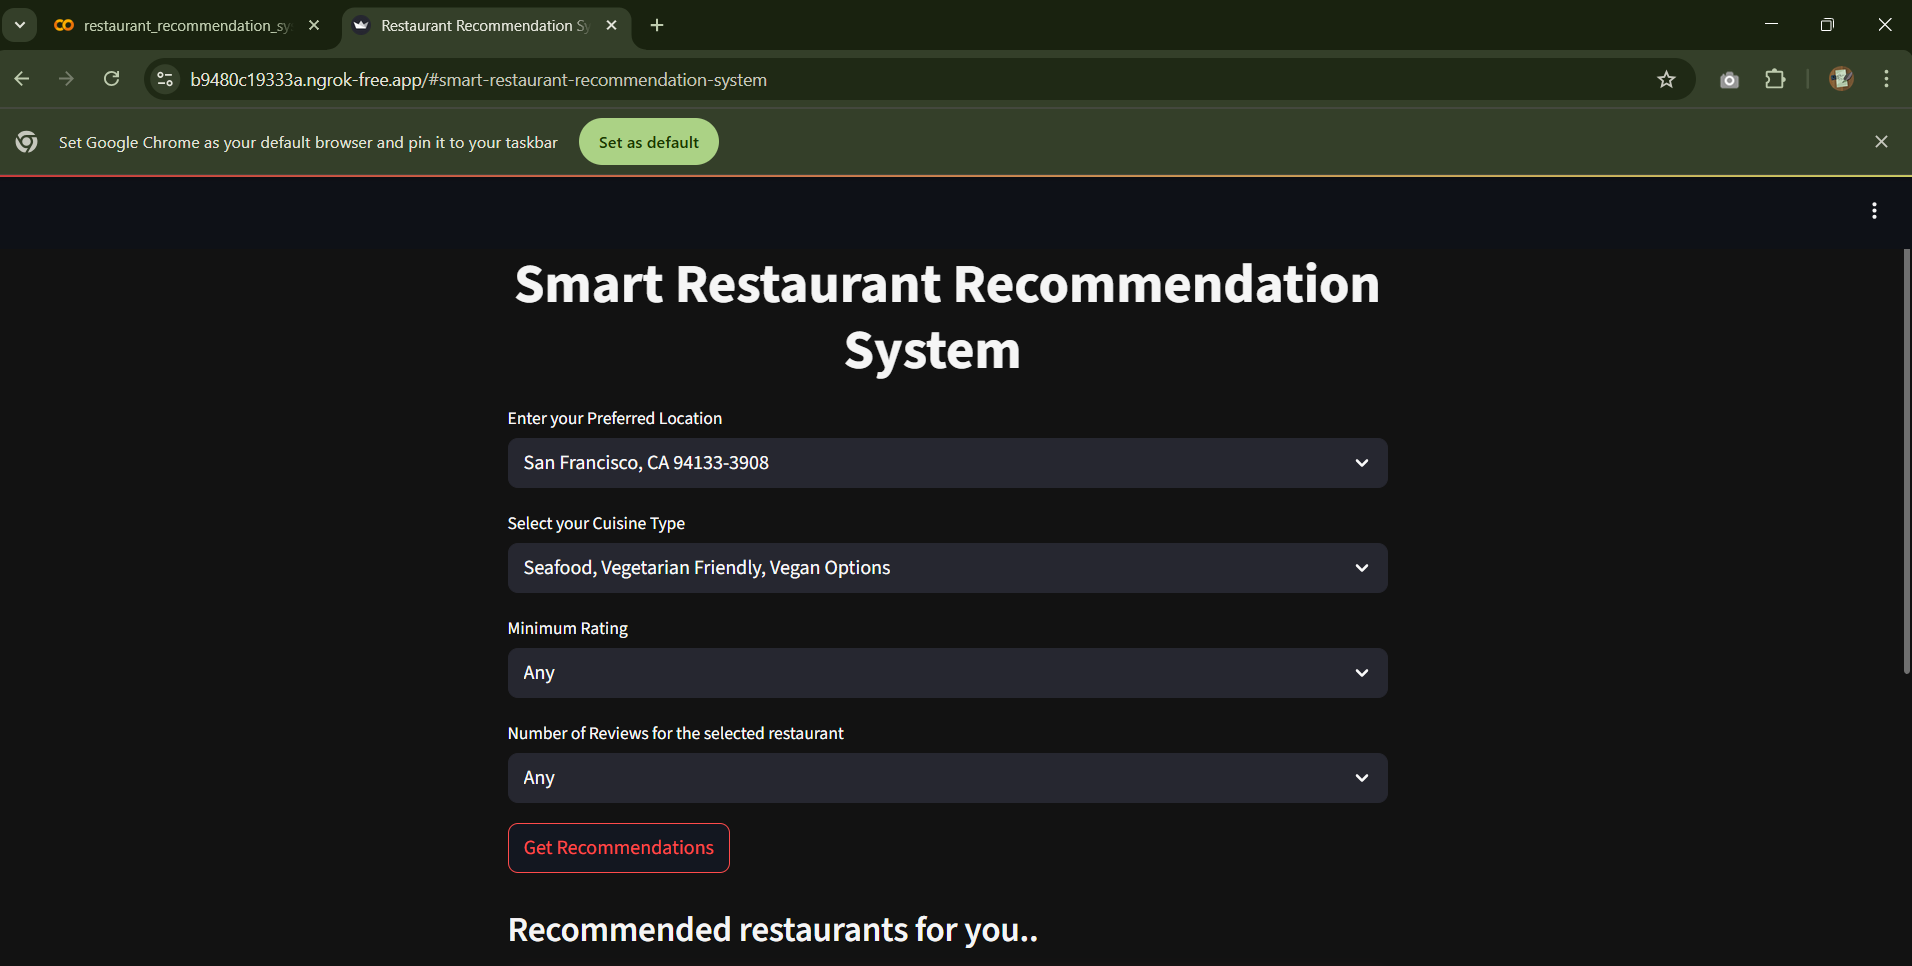 restaurant_recommendation_sy
Restaurant Recommendation Sy
b9480c19333a.ngrok-free.app/#smart-restaurant-recommendation-system
Set Google Chrome as your default browser and pin it to your taskbar
Set as default
Smart Restaurant Recommendation
System
Enter your Preferred Location
San Francisco, CA 94133-3908
Select your Cuisine Type
Seafood, Vegetarian Friendly, Vegan Options
Minimum Rating
Any
Number of Reviews for the selected restaurant
Any
Get Recommendations
Recommended restaurants for you..